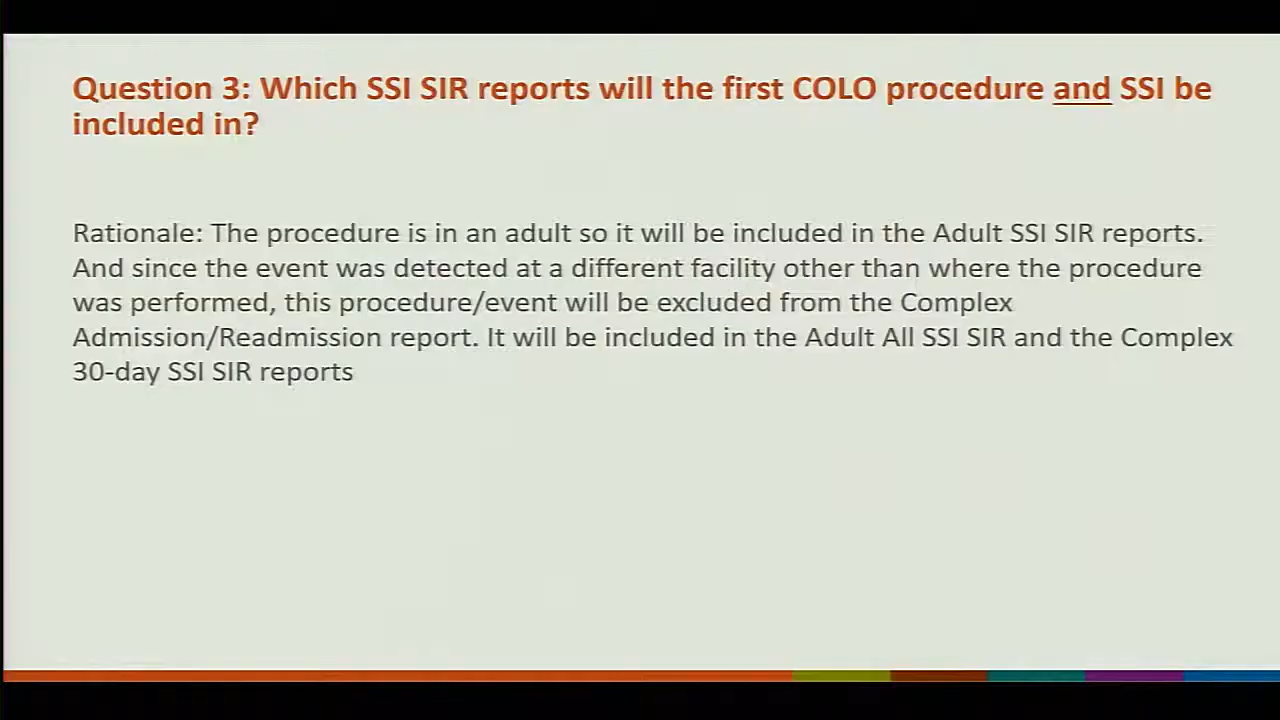 Question 3: Which SSI SIR reports will the first COLO procedure and SSI be
included in?
Rationale: The procedure is in an adult so it will be included in the Adult SSI SIR reports.
And since the event was detected at a different facility other than where the procedure
was performed, this procedure/event will be excluded from the Complex
Admission/Readmission report. It will be included in the Adult All SSI SIR and the Complex
30-day SSI SIR reports